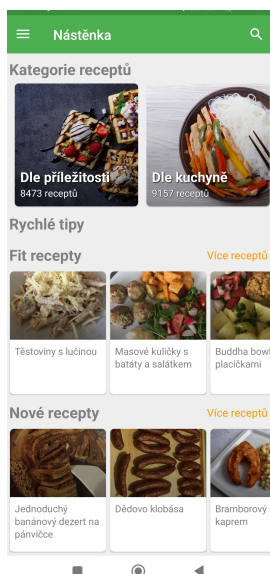 Nástěnka
Kategorie receptů
Dle příležitosti
8473 receptů
Dle kuchyně
9157 receptů
Rychlé tipy
Fit recepty
Více receptů
Těstoviny s lučinou
Masové kuličky s
batáty a salátkem
Buddha bowl
placičkami
Nové recepty
Více receptů
Jednoduchý
banánový dezert na
pánvičce
Dědovo klobása
Bramborový
kaprem